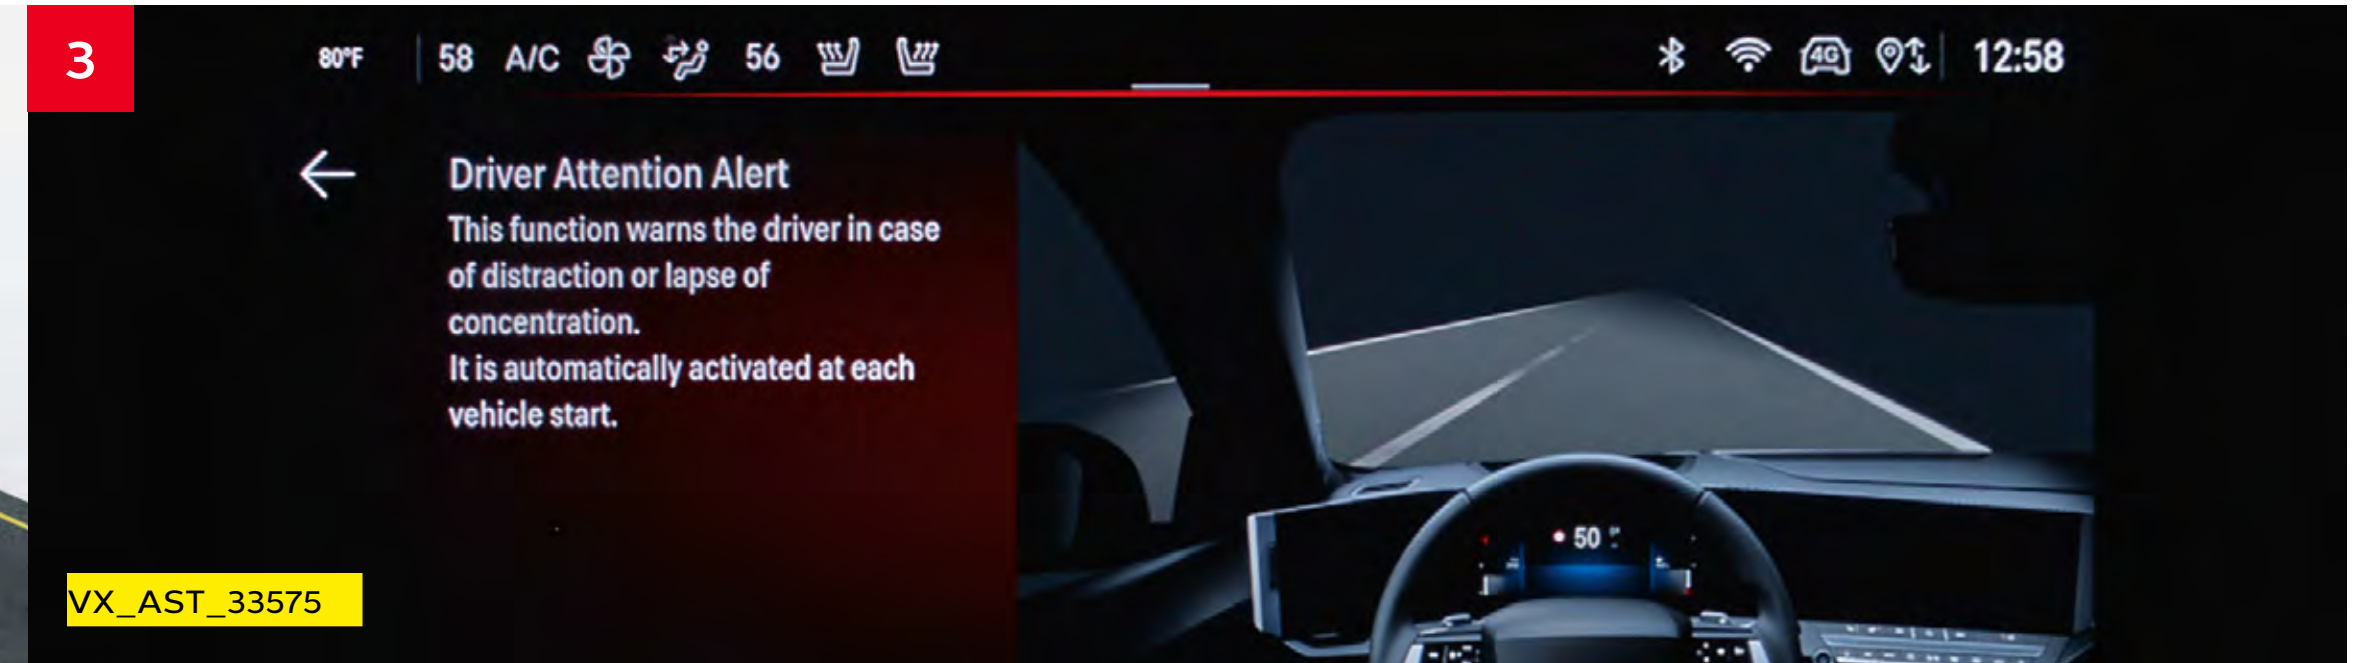 3
80°F 58 A/C 56 4G 12:58
Driver Attention Alert
This function warns the driver in case
of distraction or lapse of
concentration.
It is automatically activated at each
vehicle start.
50
VX_AST_33575